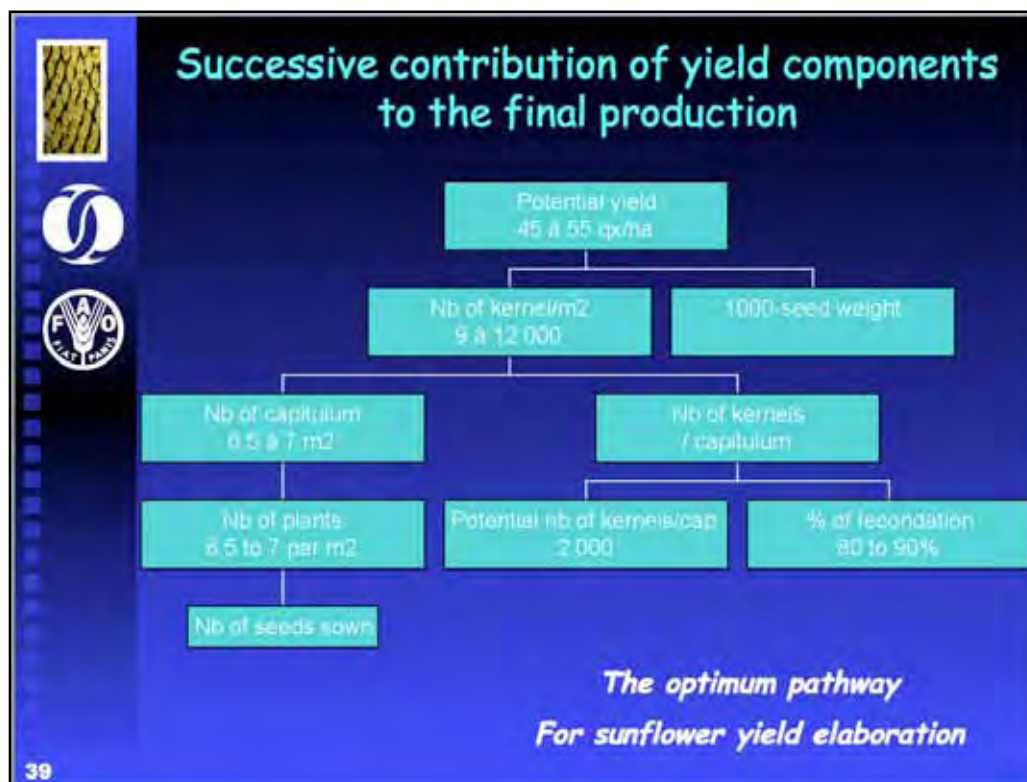 Successive contribution of yield components
to the final production
Potential yield
45 à 55 qx/ha
Nb of kernel/m2
9 à 12 000
1000-seed weight
Nb of capitulum
6.5 à 7 m2
Nb of kernels
/ capitulum
Nb of plants
6,5 to 7 par m2
Potential nb of kernels/cap
2 000
% of fecondation
80 to 90%
Nb of seeds sown
The optimum pathway
For sunflower yield elaboration
F A O
FIAT PANIS
39